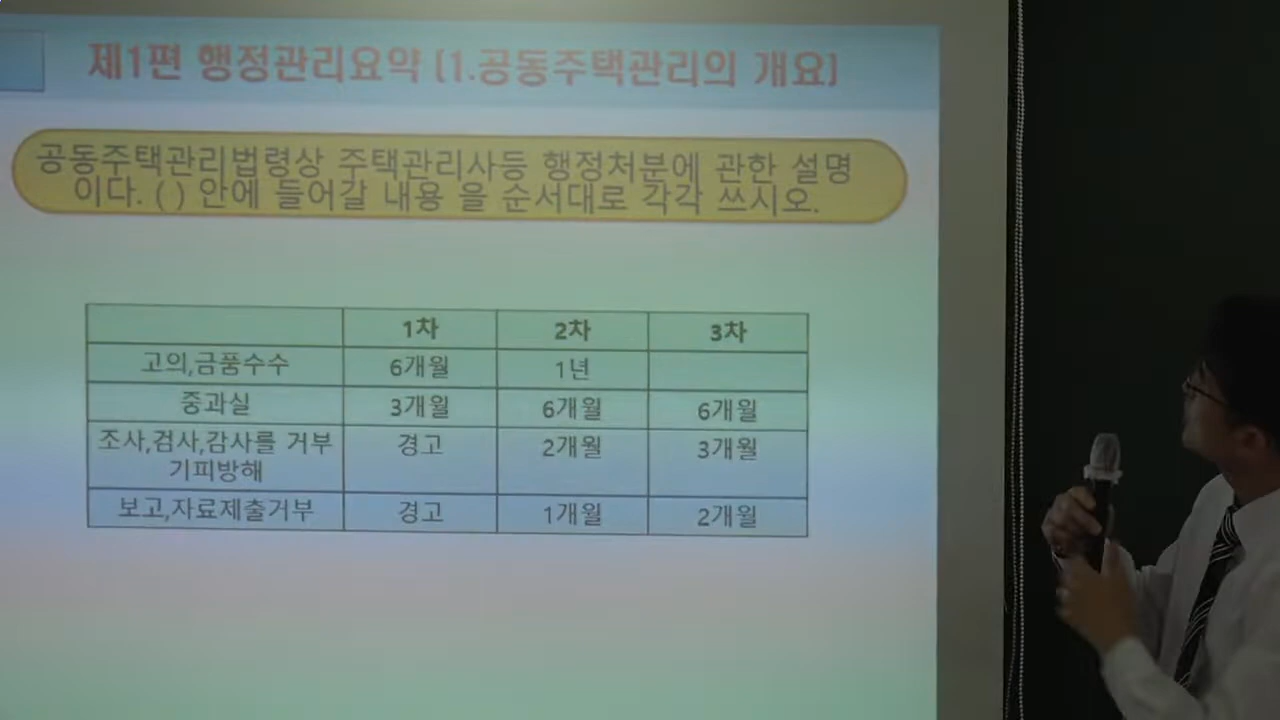 제1편 행정관리요약 [1.공동주택관리의 개요]
공동주택관리법령상 주택관리사등 행정처분에 관한 설명
이다. ( ) 안에 들어갈 내용 을 순서대로 각각 쓰시오.
1차 2차 3차
고의,금품수수 6개월 1년
중과실 3개월 6개월 6개월
조사,검사,감사를 거부 경고 2개월 3개월
기피방해
보고,자료제출거부 경고 1개월 2개월